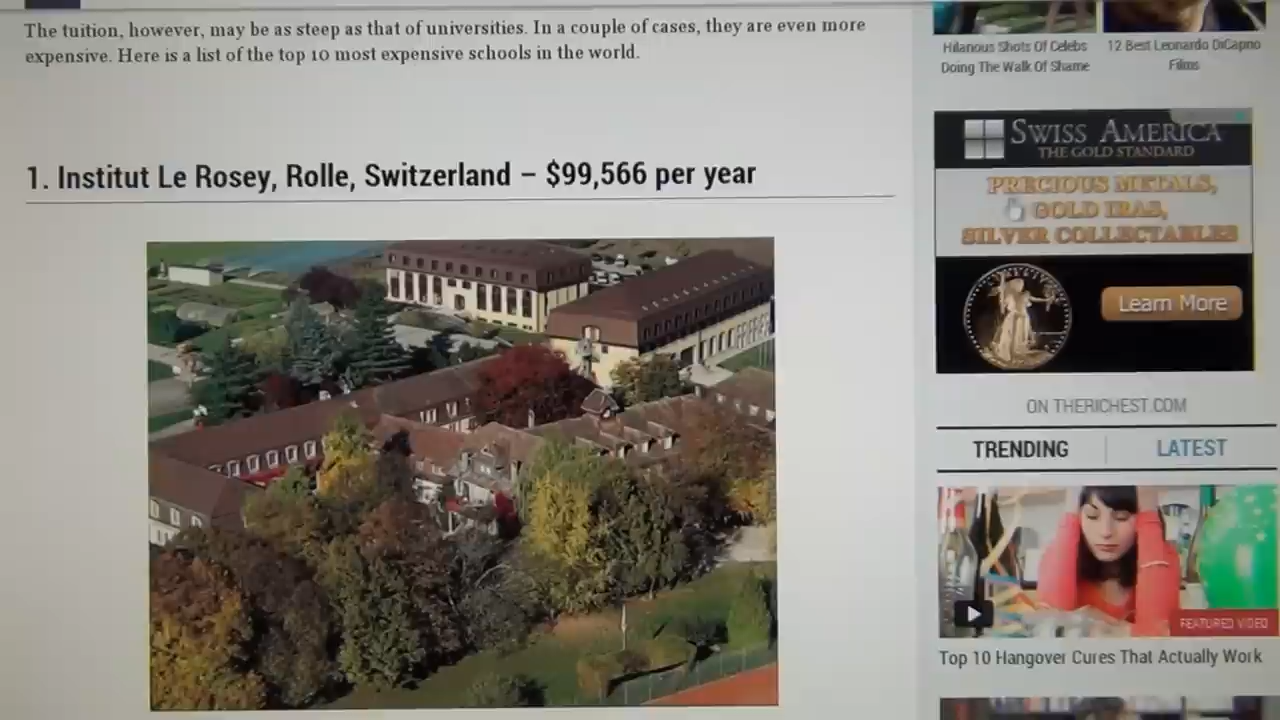 The tuition, however, may be as steep as that of universities. In a couple of cases, they are even more
expensive. Here is a list of the top 10 most expensive schools in the world.
1. Institut Le Rosey, Rolle, Switzerland – $99,566 per year
Hilarious Shots Of Celebs
Doing The Walk Of Shame
12 Best Leonardo DiCaprio
Films
SWISS AMERICA
THE GOLD STANDARD
PRECIOUS METALS,
GOLD IRAS,
SILVER COLLECTABLES
Learn More
ON THERICHEST.COM
TRENDING
LATEST
FEATURED VIDEO
Top 10 Hangover Cures That Actually Work